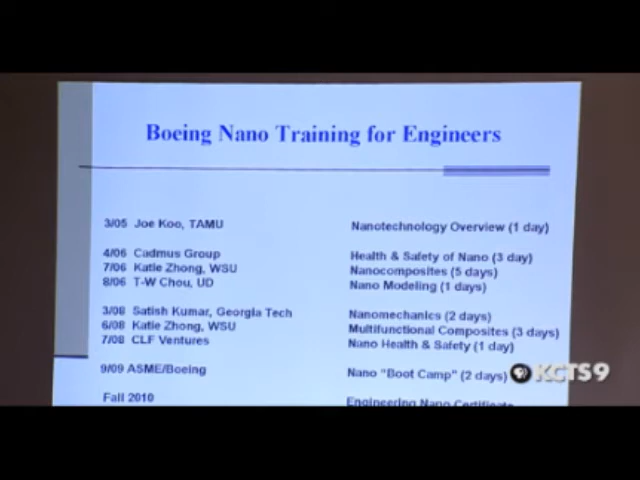 Boeing Nano Training for Engineers
3/05 Joe Koo, TAMU Nanotechnology Overview (1 day)
4/06 Cadmus Group Health & Safety of Nano (3 day)
7/06 Katie Zhong, WSU Nanocomposites (5 days)
8/06 T-W Chou, UD Nano Modeling (1 days)
3/08 Satish Kumar, Georgia Tech Nanomechanics (2 days)
6/08 Katie Zhong, WSU Multifunctional Composites (3 days)
7/08 CLF Ventures Nano Health & Safety (1 day)
9/09 ASME/Boeing Nano "Boot Camp" (2 days)
Fall 2010 Engineering Nano Certificate
KCTS9